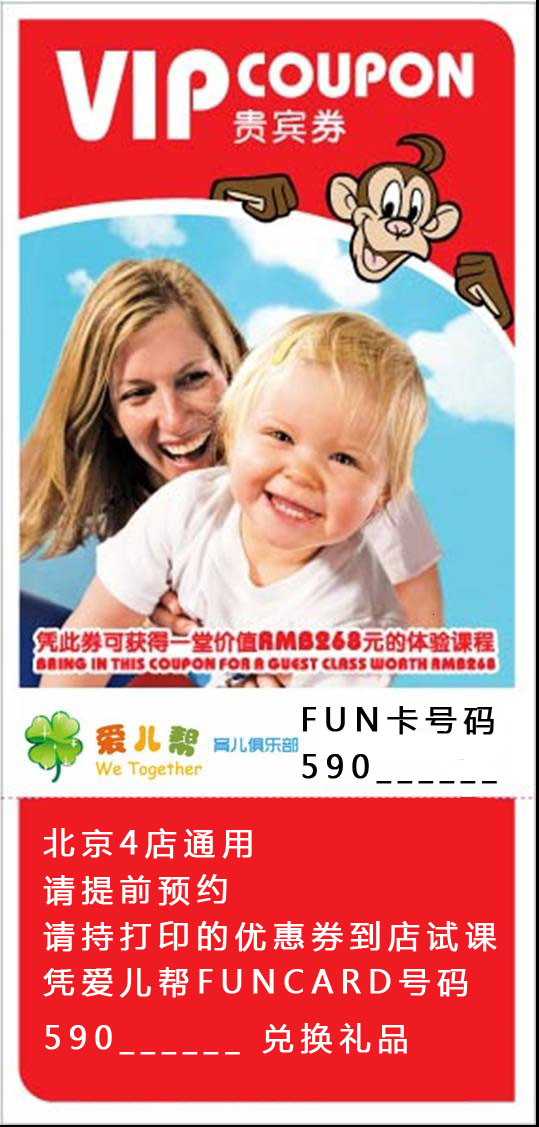 VIP COUPON
贵宾券
凭此券可获得一堂价值RMB268元的体验课程
BRING IN THIS COUPON FOR A GUEST CLASS WORTH RMB268
爱儿帮 育儿俱乐部
We Together
FUN卡号码
590______
北京4店通用
请提前预约
请持打印的优惠券到店试课
凭爱儿帮FUNCARD号码
590______ 兑换礼品